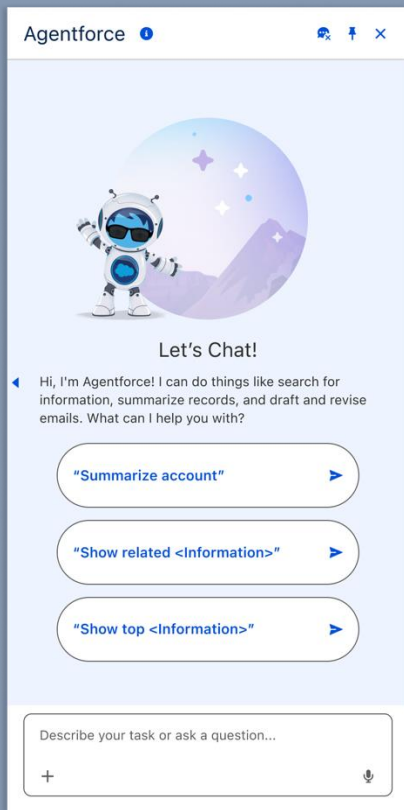 Agentforce
Let’s Chat!
Hi, I'm Agentforce! I can do things like search for
information, summarize records, and draft and revise
emails. What can I help you with?
“Summarize account”
“Show related <Information>”
“Show top <Information>”
Describe your task or ask a question...